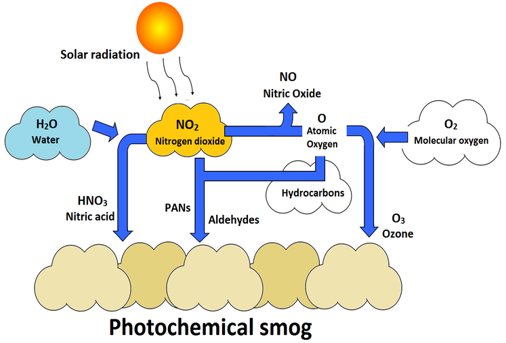 Solar radiation
NO
Nitric Oxide
H2O
Water
NO2
Nitrogen dioxide
O
Atomic
Oxygen
O2
Molecular oxygen
Hydrocarbons
HNO3
Nitric acid
PANs
Aldehydes
O3
Ozone
Photochemical smog